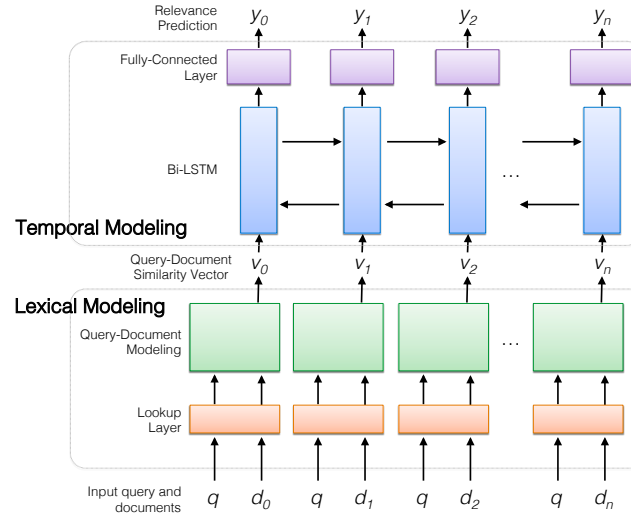 Relevance
Prediction
y0 y1 y2 yn
Fully-Connected
Layer
Bi-LSTM
...
Temporal Modeling
Query-Document
Similarity Vector
v0 v1 v2 vn
Lexical Modeling
Query-Document
Modeling
...
Lookup
Layer
Input query and
documents
q d0 q d1 q d2 q dn